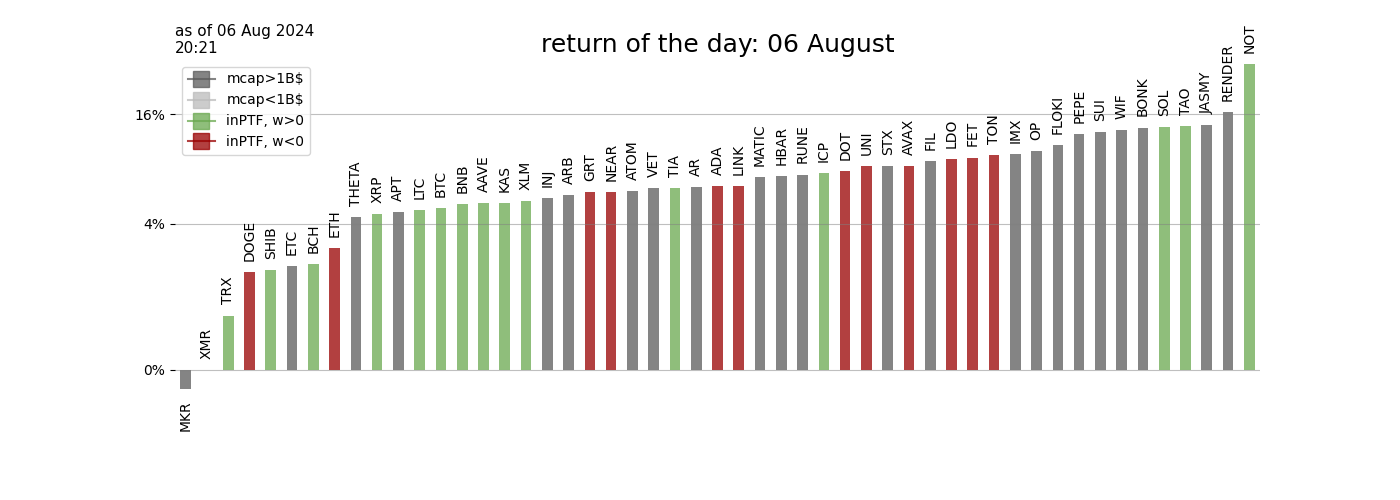 as of 06 Aug 2024
20:21
return of the day: 06 August
mcap>1B$
mcap<1B$
inPTF, w>0
inPTF, w<0
16%
4%
0%
MKR
XMR
TRX
DOGE
SHIB
ETC
BCH
ETH
THETA
XRP
APT
LTC
BTC
BNB
AAVE
KAS
XLM
INJ
ARB
GRT
NEAR
ATOM
VET
TIA
AR
ADA
LINK
MATIC
HBAR
RUNE
ICP
DOT
UNI
STX
AVAX
FIL
LDO
FET
TON
IMX
OP
FLOKI
PEPE
SUI
WIF
BONK
SOL
TAO
JASMY
RENDER
NOT